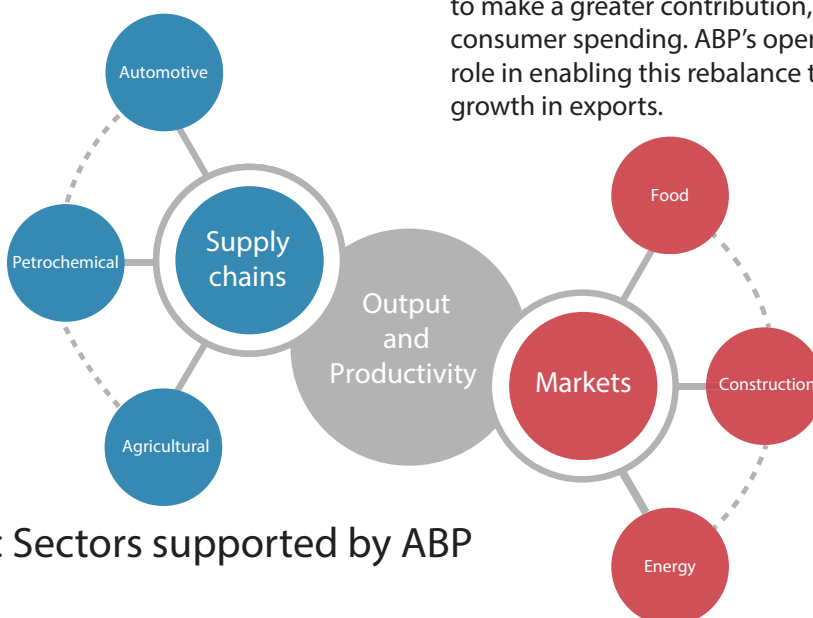 to make a greater contribution,
consumer spending. ABP's oper
role in enabling this rebalance t
growth in exports.
Automotive
Petrochemical
Agricultural
Supply
chains
Output
and
Productivity
Markets
Food
Construction
Energy
: Sectors supported by ABP